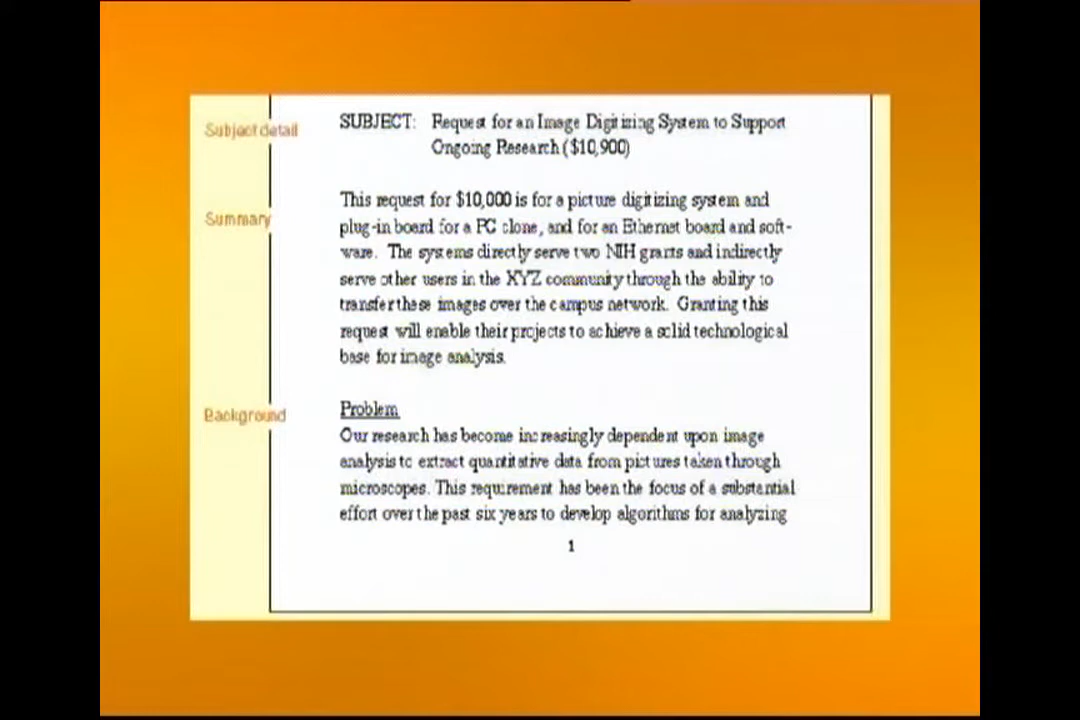 Subject detail
SUBJECT: Request for an Image Digitizing System to Support
Ongoing Research ($10,900)
Summary
This request for $10,000 is for a picture digitizing system and
plug-in board for a PC clone, and for an Ethernet board and soft-
ware. The systems directly serve two NIH grants and indirectly
serve other users in the XYZ community through the ability to
transfer these images over the campus network. Granting this
request will enable their projects to achieve a solid technological
base for image analysis.
Background
Problem
Our research has become increasingly dependent upon image
analysis to extract quantitative data from pictures taken through
microscopes. This requirement has been the focus of a substantial
effort over the past six years to develop algorithms for analyzing
1